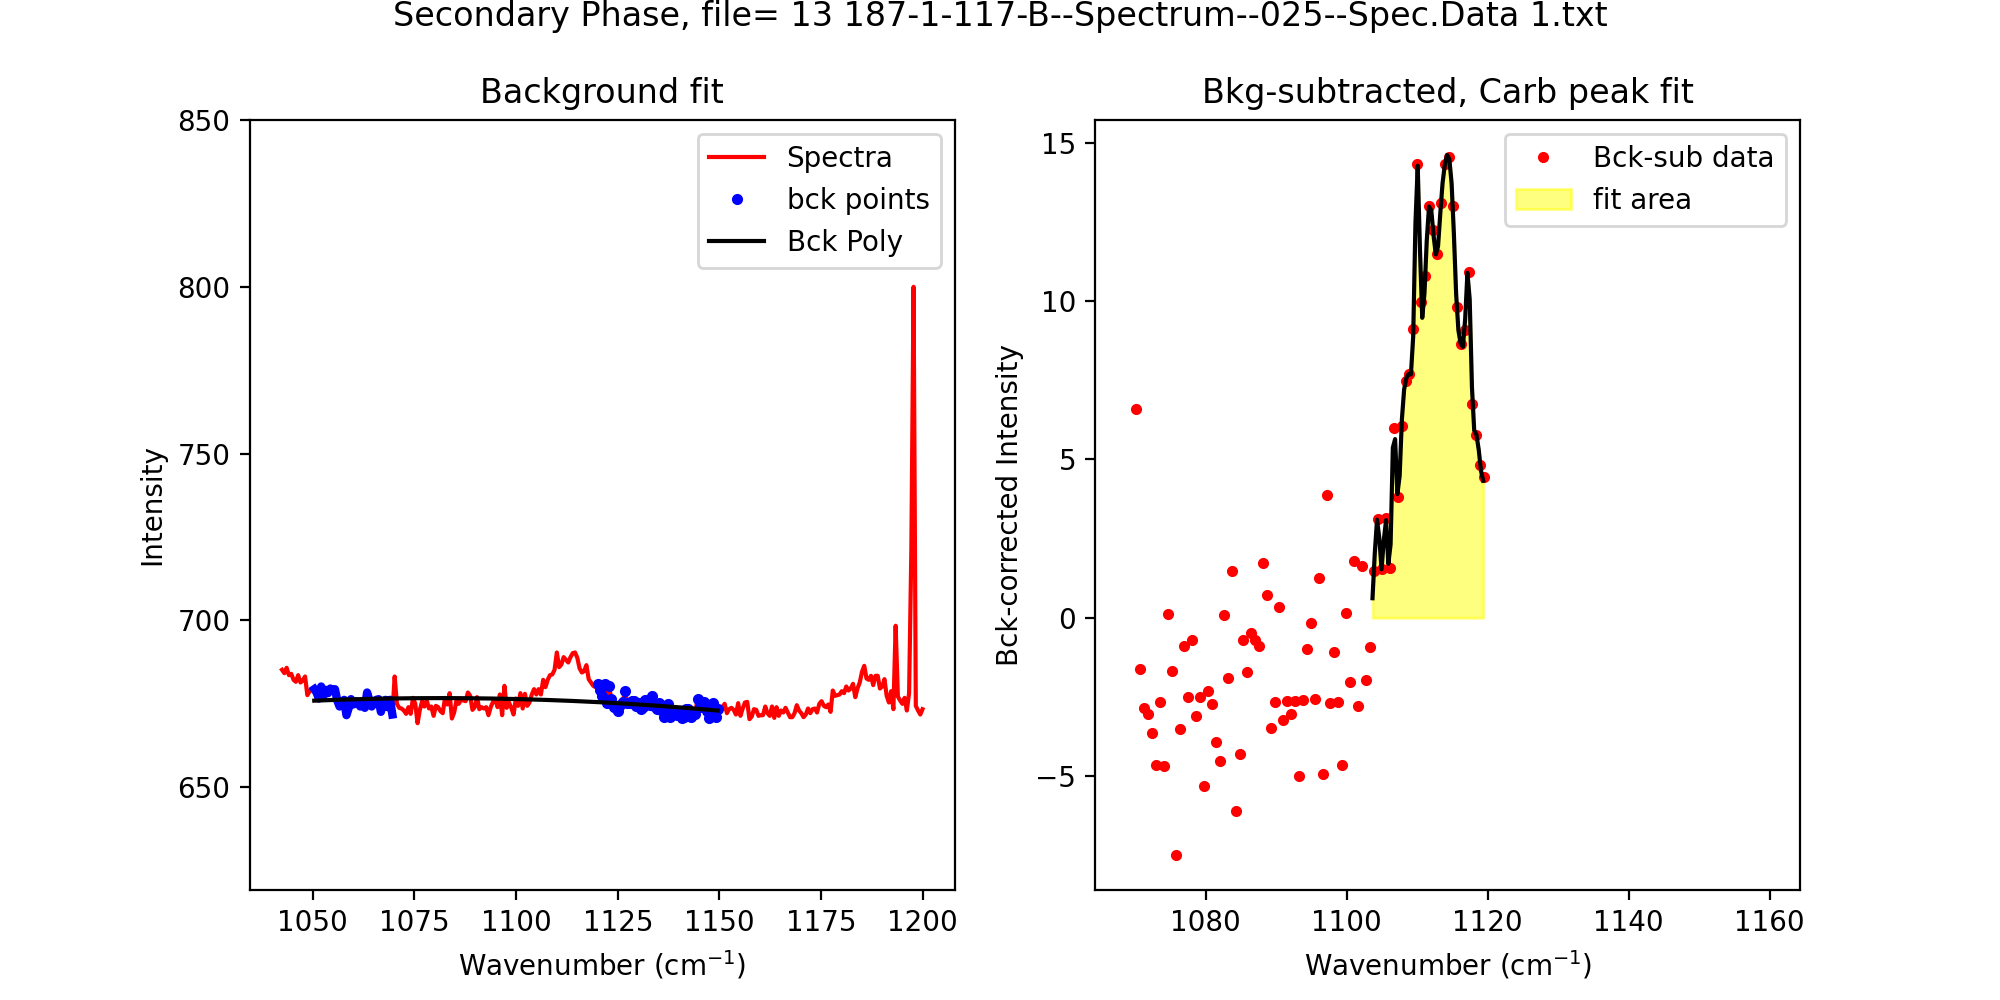 Secondary Phase, file= 13 187-1-117-B--Spectrum--025--Spec.Data 1.txt
Background fit
850
800
750
700
650
Intensity
Spectra
bck points
Bck Poly
1050 1075 1100 1125 1150 1175 1200
Wavenumber (cm⁻¹)
Bkg-subtracted, Carb peak fit
15
10
5
0
−5
Bck-corrected Intensity
Bck-sub data
fit area
1080 1100 1120 1140 1160
Wavenumber (cm⁻¹)